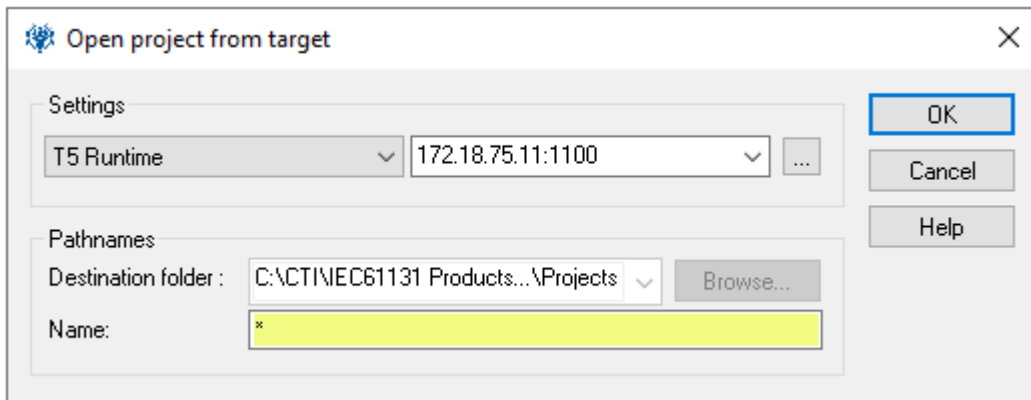 Open project from target
Settings
OK
T5 Runtime 172.18.75.11:1100 ...
Cancel
Help
Pathnames
Destination folder : C:\CTI\IEC61131 Products...\Projects Browse...
Name: *